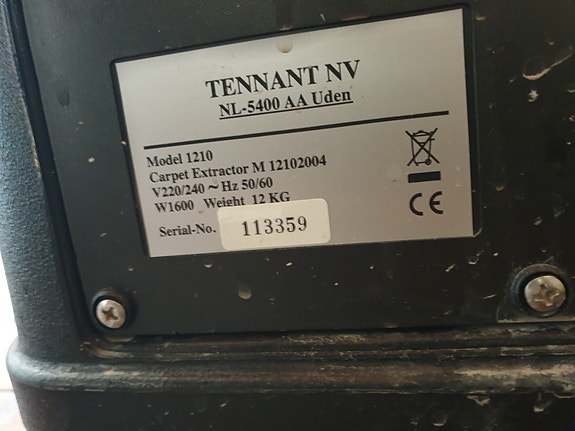 TENNANT NV
NL-5400 AA Uden
Model 1210
Carpet Extractor M 12102004
V220/240 ~ Hz 50/60
W1600 Weight 12 KG
Serial-No. 113359
CE